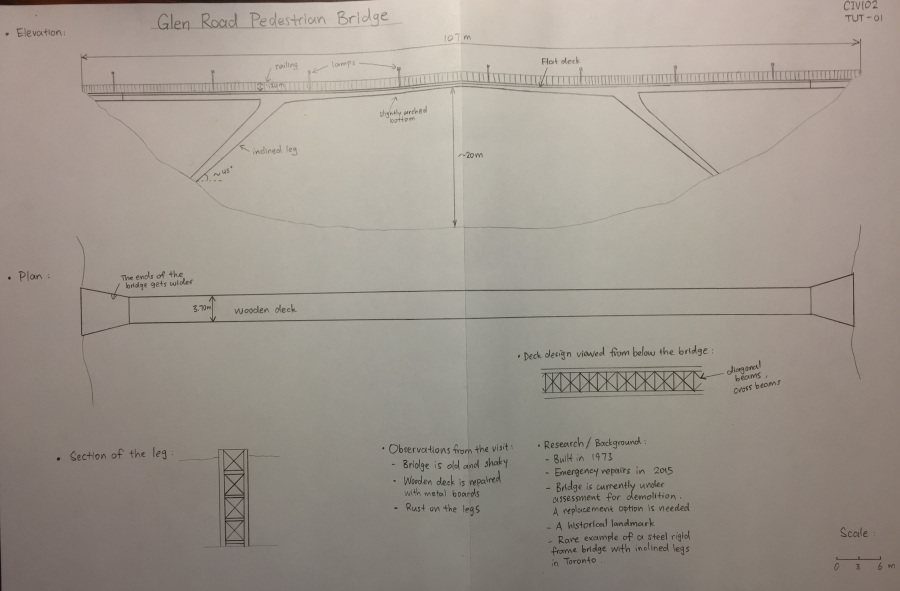 Glen Road Pedestrian Bridge
CIV102
TUT-01
• Elevation:
107 m
railing
lamps
Flat deck
slightly arched
bottom
inclined leg
~20m
• Plan:
The ends of the
bridge gets wider
3.70m
Wooden deck
• Deck design viewed from below the bridge:
diagonal
beams,
cross beams
• Section of the leg:
• Observations from the visit:
- Bridge is old and shaky
- Wooden deck is repaired
with metal boards
- Rust on the legs
• Research / Background:
- Built in 1973
- Emergency repairs in 2015
- Bridge is currently under
assessment for demolition.
A replacement option is needed
- A historical landmark
- Rare example of a steel rigid
frame bridge with inclined legs
in Toronto.
Scale:
0 3 6 m